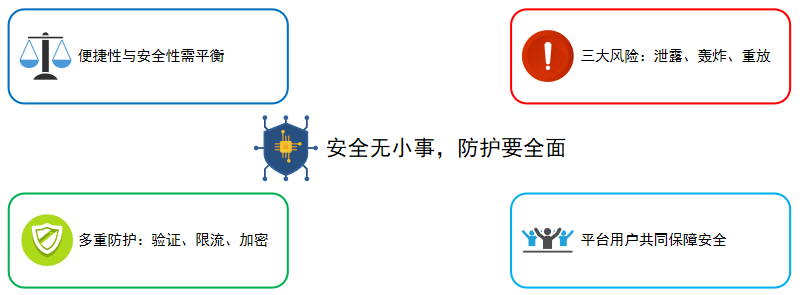 便捷性与安全性需平衡
三大风险：泄露、轰炸、重放
安全无小事，防护要全面
多重防护：验证、限流、加密
平台用户共同保障安全